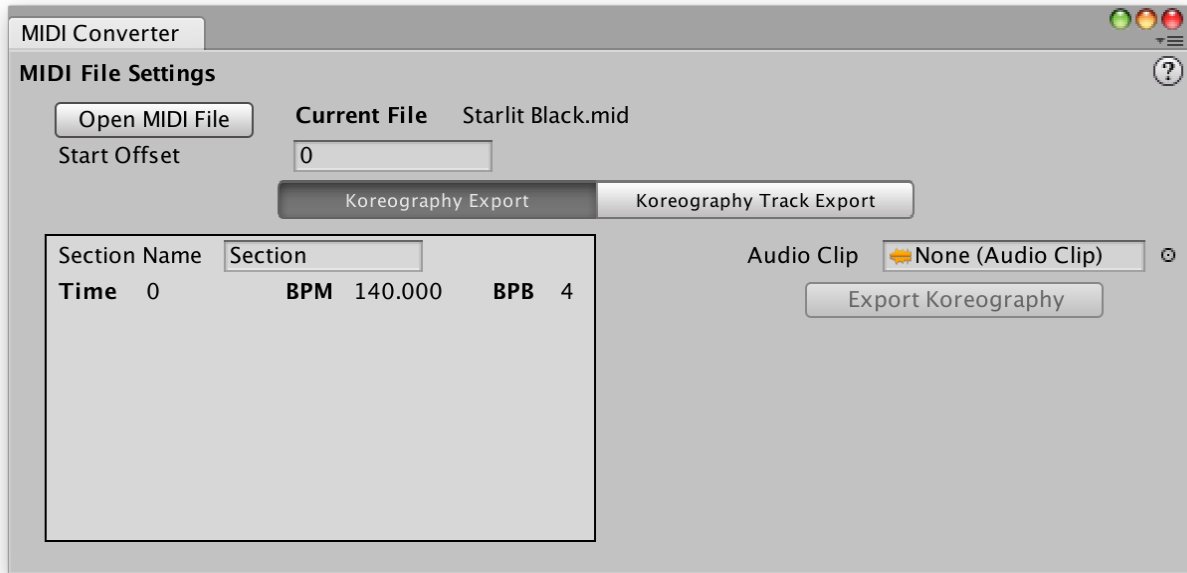 MIDI Converter
MIDI File Settings
?
Open MIDI File Current File Starlit Black.mid
Start Offset 0
Koreography Export Koreography Track Export
Section Name Section
Time 0 BPM 140.000 BPB 4
Audio Clip None (Audio Clip)
Export Koreography